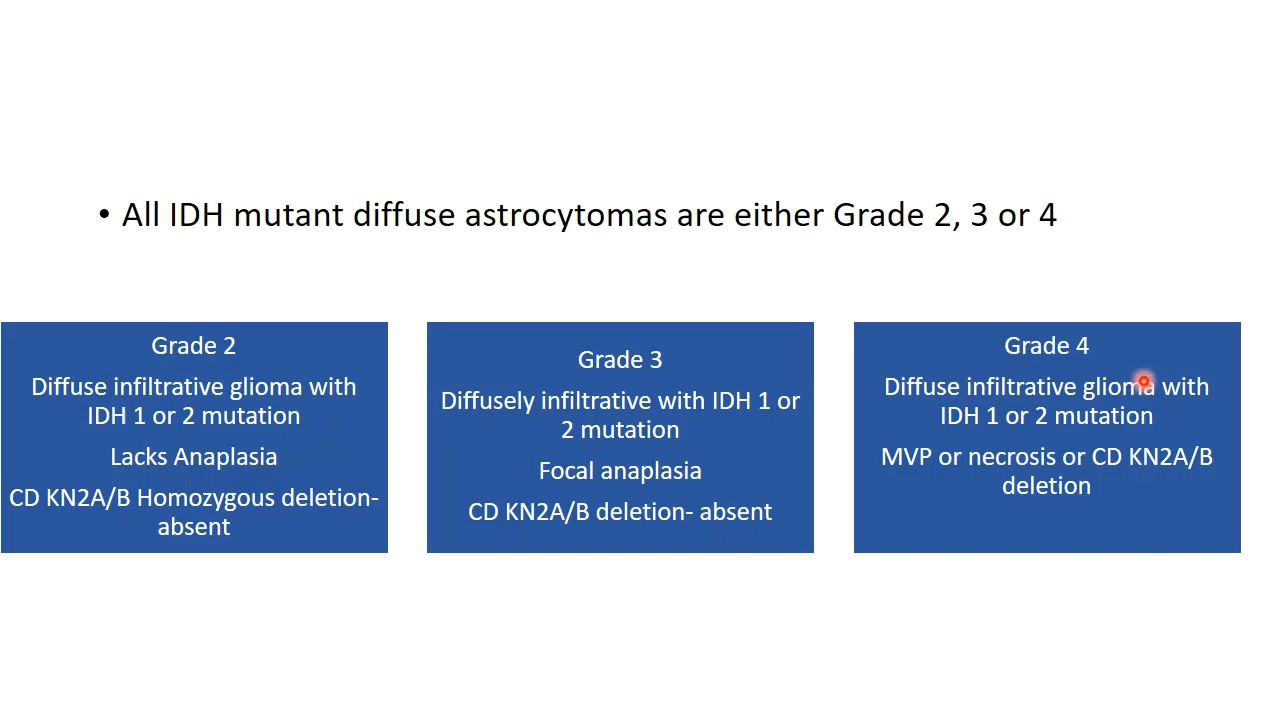 • All IDH mutant diffuse astrocytomas are either Grade 2, 3 or 4
Grade 2
Diffuse infiltrative glioma with
IDH 1 or 2 mutation
Lacks Anaplasia
CD KN2A/B Homozygous deletion-
absent
Grade 3
Diffusely infiltrative with IDH 1 or
2 mutation
Focal anaplasia
CD KN2A/B deletion- absent
Grade 4
Diffuse infiltrative glioma with
IDH 1 or 2 mutation
MVP or necrosis or CD KN2A/B
deletion